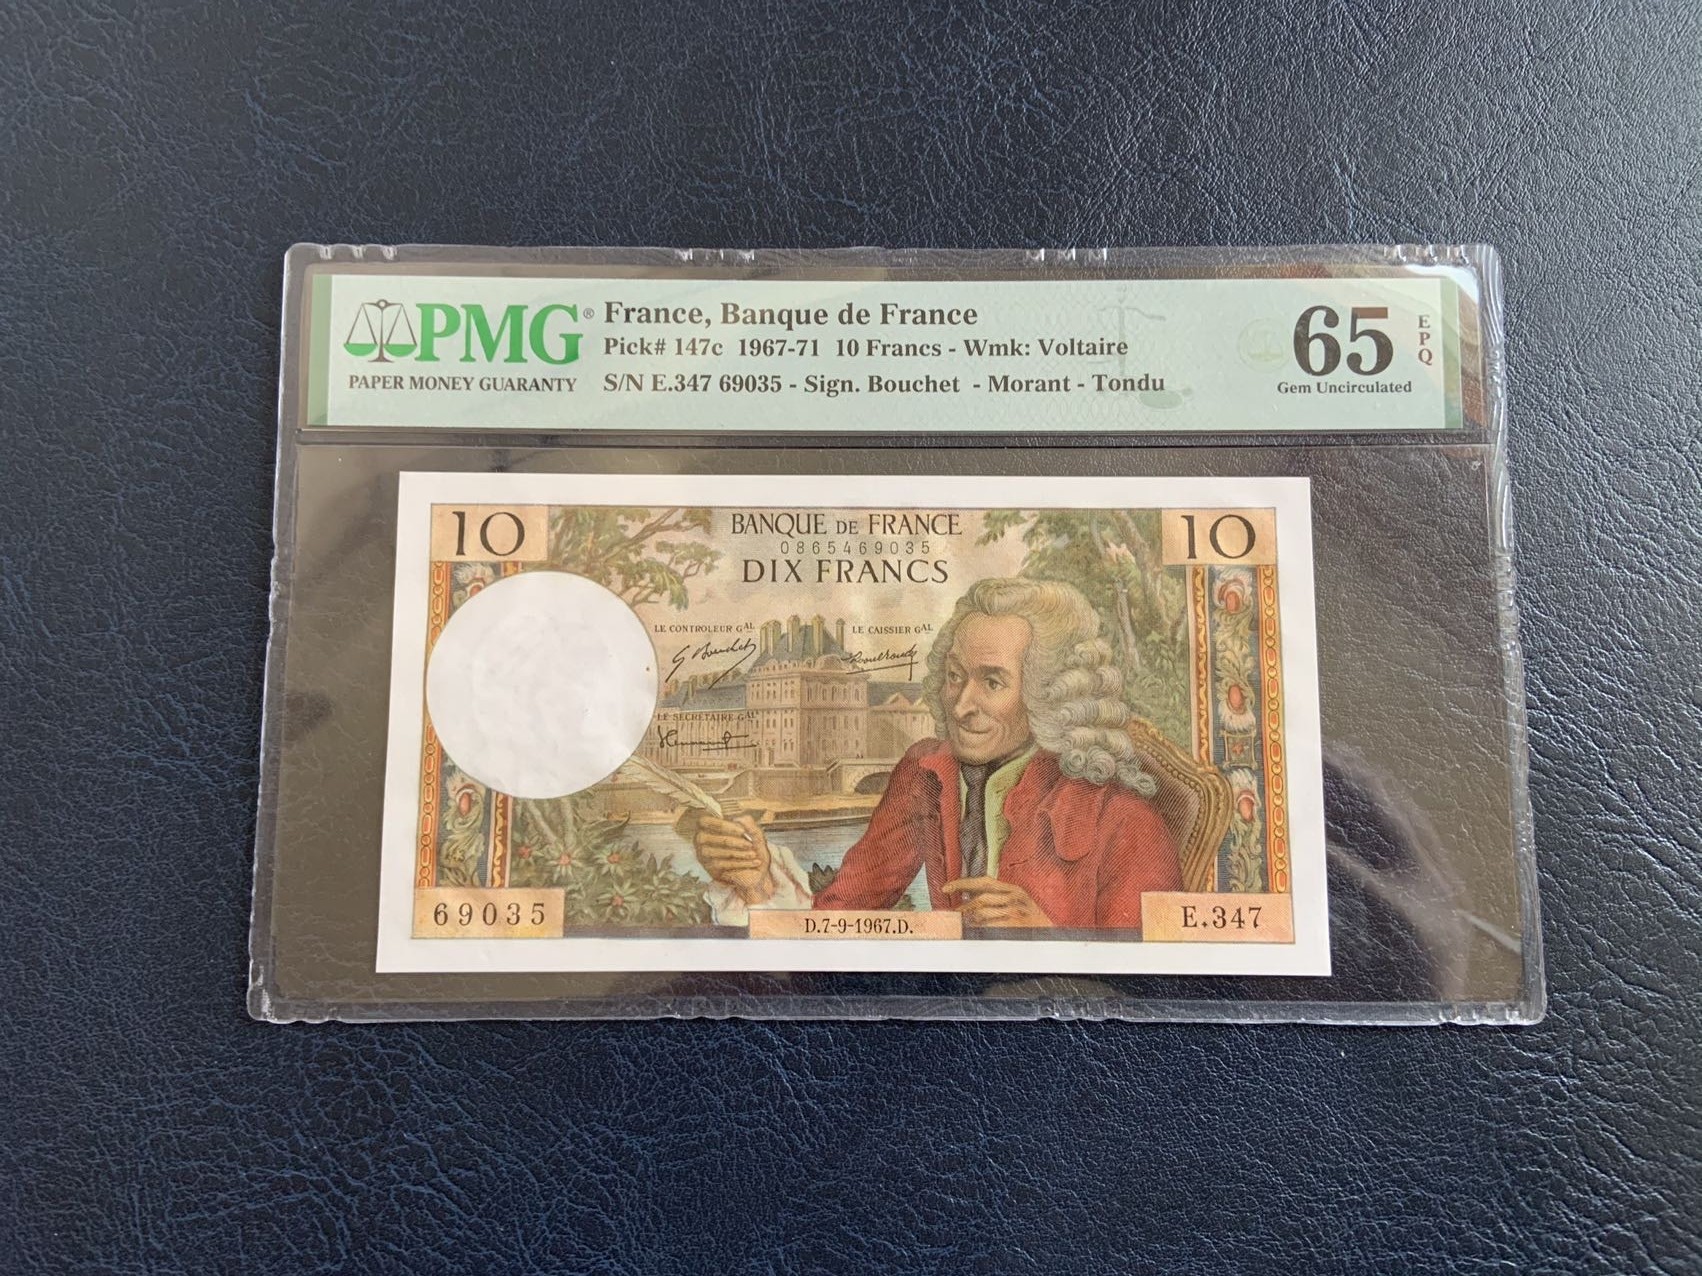 PMG®
PAPER MONEY GUARANTY
France, Banque de France
Pick# 147c 1967-71 10 Francs - Wmk: Voltaire
S/N E.347 69035 - Sign. Bouchet - Morant - Tondu
65
EPQ
Gem Uncirculated
10
BANQUE DE FRANCE
10
0865469035
DIX FRANCS
LE CONTROLEUR GAL
LE CAISSIER GAL
G Bouchet
LE SECRETAIRE GAL
69035
D.7-9-1967.D.
E.347